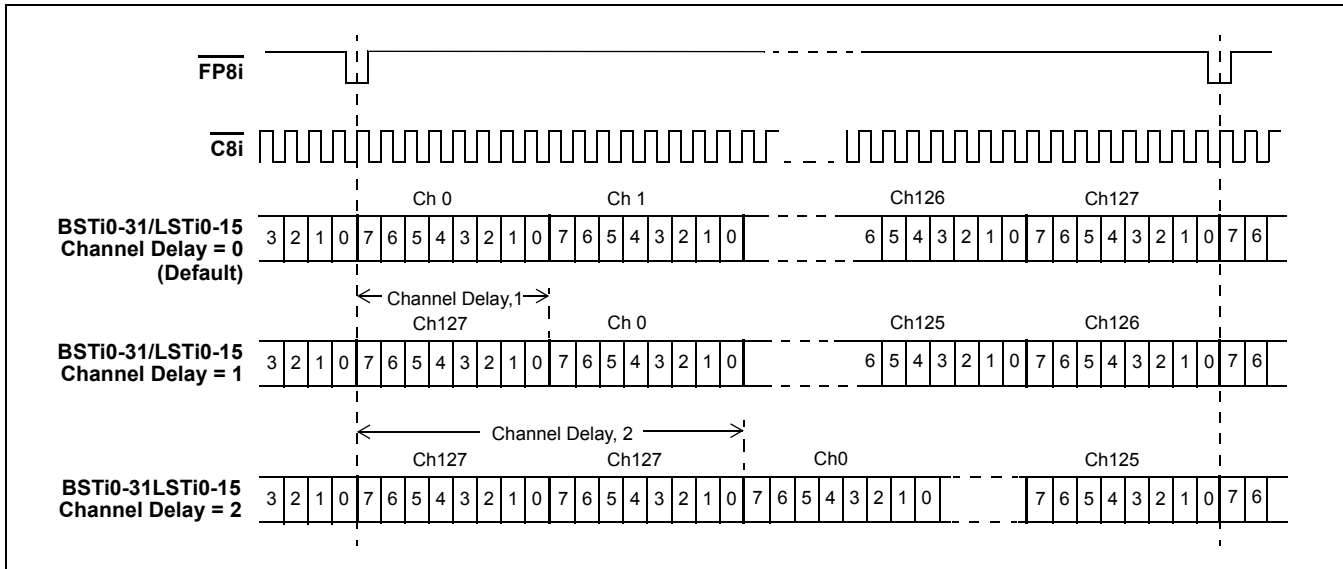 FP8i
C8i
Ch 0 Ch 1 Ch126 Ch127
BSTi0-31/LSTi0-15
Channel Delay = 0
(Default)
3 2 1 0 7 6 5 4 3 2 1 0 7 6 5 4 3 2 1 0 6 5 4 3 2 1 0 7 6 5 4 3 2 1 0 7 6
Channel Delay,1
Ch127 Ch 0 Ch125 Ch126
BSTi0-31/LSTi0-15
Channel Delay = 1
3 2 1 0 7 6 5 4 3 2 1 0 7 6 5 4 3 2 1 0 6 5 4 3 2 1 0 7 6 5 4 3 2 1 0 7 6
Channel Delay, 2
Ch127 Ch127 Ch0 Ch125
BSTi0-31LSTi0-15
Channel Delay = 2
3 2 1 0 7 6 5 4 3 2 1 0 7 6 5 4 3 2 1 0 7 6 5 4 3 2 1 0 7 6 5 4 3 2 1 0 7 6